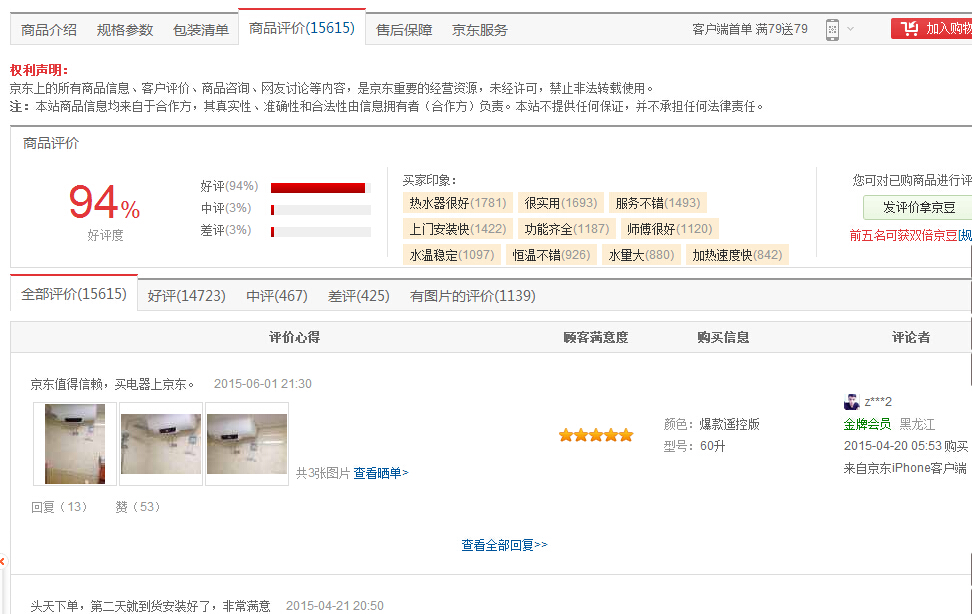 商品介绍 规格参数 包装清单 商品评价(15615) 售后保障 京东服务 客户端首单 满79送79 加入购物
权利声明：
京东上的所有商品信息、客户评价、商品咨询、网友讨论等内容，是京东重要的经营资源，未经许可，禁止非法转载使用。
注：本站商品信息均来自于合作方，其真实性、准确性和合法性由信息拥有者（合作方）负责。本站不提供任何保证，并不承担任何法律责任。
商品评价
94%
好评度
好评(94%)
中评(3%)
差评(3%)
买家印象：
热水器很好(1781) 很实用(1693) 服务不错(1493)
上门安装快(1422) 功能齐全(1187) 师傅很好(1120)
水温稳定(1097) 恒温不错(926) 水量大(880) 加热速度快(842)
您可对已购商品进行评
发评价拿京豆
前五名可获双倍京豆[规
全部评价(15615) 好评(14723) 中评(467) 差评(425) 有图片的评价(1139)
评价心得 顾客满意度 购买信息 评论者
京东值得信赖，买电器上京东。 2015-06-01 21:30
共3张图片 查看晒单>
回复（13） 赞（53）
颜色： 爆款遥控版
型号： 60升
z***2
金牌会员 黑龙江
2015-04-20 05:53 购买
来自京东iPhone客户端
查看全部回复>>
头天下单，第二天就到货安装好了，非常满意 2015-04-21 20:50